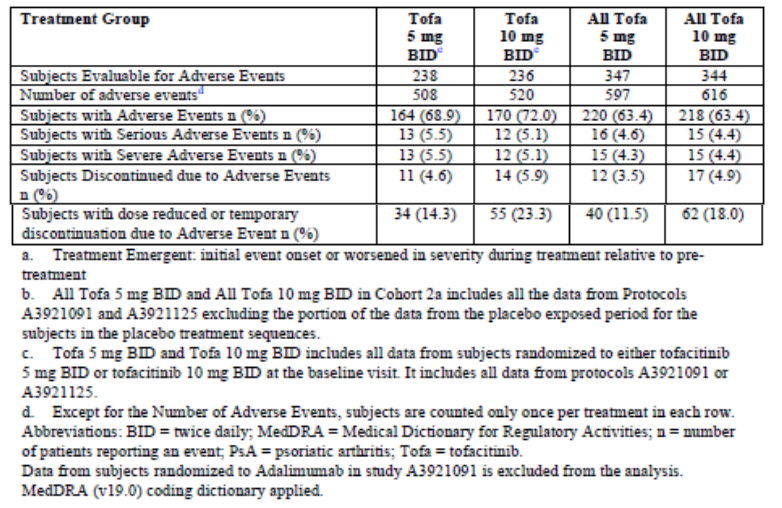 Treatment Group Tofa Tofa All Tofa All Tofa
5 mg 10 mg 5 mg 10 mg
BIDc BIDc BID BID
Subjects Evaluable for Adverse Events 238 236 347 344
Number of adverse eventsd 508 520 597 616
Subjects with Adverse Events n (%) 164 (68.9) 170 (72.0) 220 (63.4) 218 (63.4)
Subjects with Serious Adverse Events n (%) 13 (5.5) 12 (5.1) 16 (4.6) 15 (4.4)
Subjects with Severe Adverse Events n (%) 13 (5.5) 12 (5.1) 15 (4.3) 15 (4.4)
Subjects Discontinued due to Adverse Events 11 (4.6) 14 (5.9) 12 (3.5) 17 (4.9)
n (%)
Subjects with dose reduced or temporary 34 (14.3) 55 (23.3) 40 (11.5) 62 (18.0)
discontinuation due to Adverse Event n (%)
a. Treatment Emergent: initial event onset or worsened in severity during treatment relative to pre-
treatment
b. All Tofa 5 mg BID and All Tofa 10 mg BID in Cohort 2a includes all the data from Protocols
A3921091 and A3921125 excluding the portion of the data from the placebo exposed period for the
subjects in the placebo treatment sequences.
c. Tofa 5 mg BID and Tofa 10 mg BID includes all data from subjects randomized to either tofacitinib
5 mg BID or tofacitinib 10 mg BID at the baseline visit. It includes all data from protocols A3921091 or
A3921125.
d. Except for the Number of Adverse Events, subjects are counted only once per treatment in each row.
Abbreviations: BID = twice daily; MedDRA = Medical Dictionary for Regulatory Activities; n = number
of patients reporting an event; PsA = psoriatic arthritis; Tofa = tofacitinib.
Data from subjects randomized to Adalimumab in study A3921091 is excluded from the analysis.
MedDRA (v19.0) coding dictionary applied.